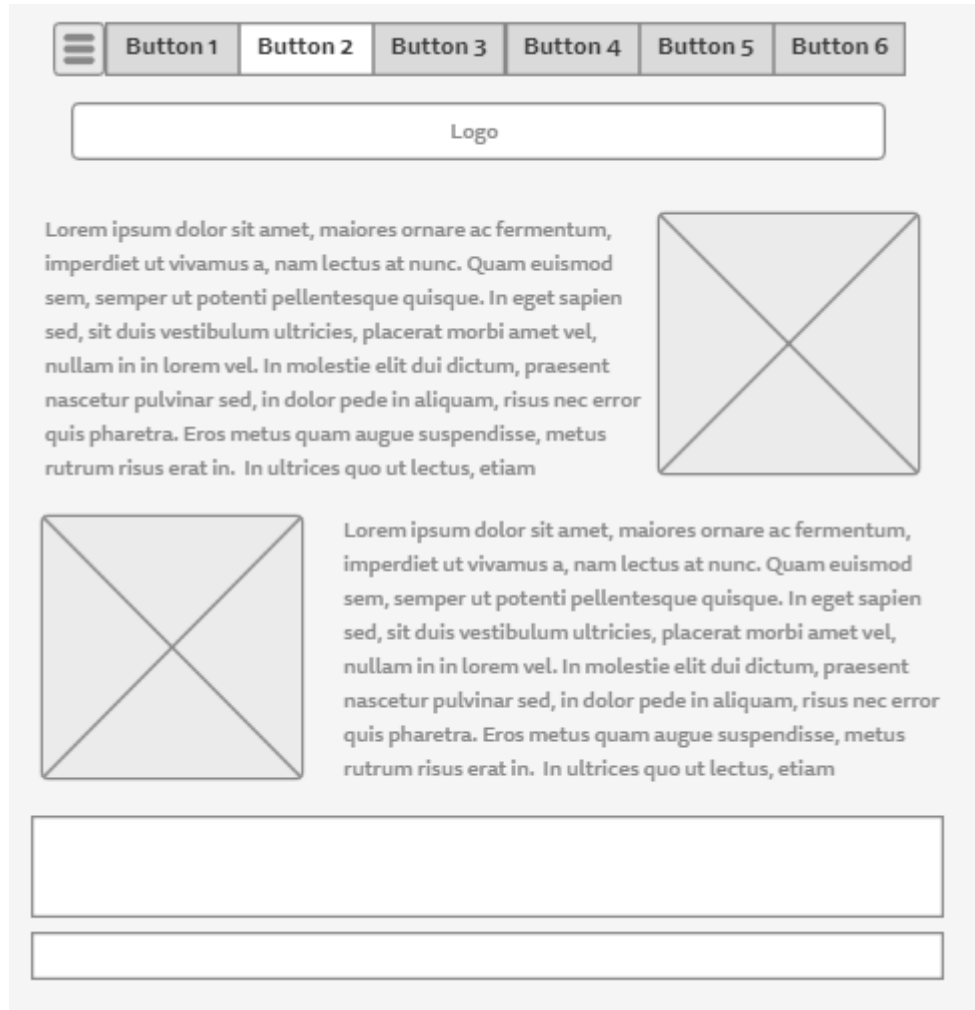 Button 1 Button 2 Button 3 Button 4 Button 5 Button 6
Logo
Lorem ipsum dolor sit amet, maiores ornare ac fermentum,
imperdiet ut vivamus a, nam lectus at nunc. Quam euismod
sem, semper ut potenti pellentesque quisque. In eget sapien
sed, sit duis vestibulum ultricies, placerat morbi amet vel,
nullam in in lorem vel. In molestie elit dui dictum, praesent
nascetur pulvinar sed, in dolor pede in aliquam, risus nec error
quis pharetra. Eros metus quam augue suspendisse, metus
rutrum risus erat in.  In ultrices quo ut lectus, etiam
Lorem ipsum dolor sit amet, maiores ornare ac fermentum,
imperdiet ut vivamus a, nam lectus at nunc. Quam euismod
sem, semper ut potenti pellentesque quisque. In eget sapien
sed, sit duis vestibulum ultricies, placerat morbi amet vel,
nullam in in lorem vel. In molestie elit dui dictum, praesent
nascetur pulvinar sed, in dolor pede in aliquam, risus nec error
quis pharetra. Eros metus quam augue suspendisse, metus
rutrum risus erat in.  In ultrices quo ut lectus, etiam